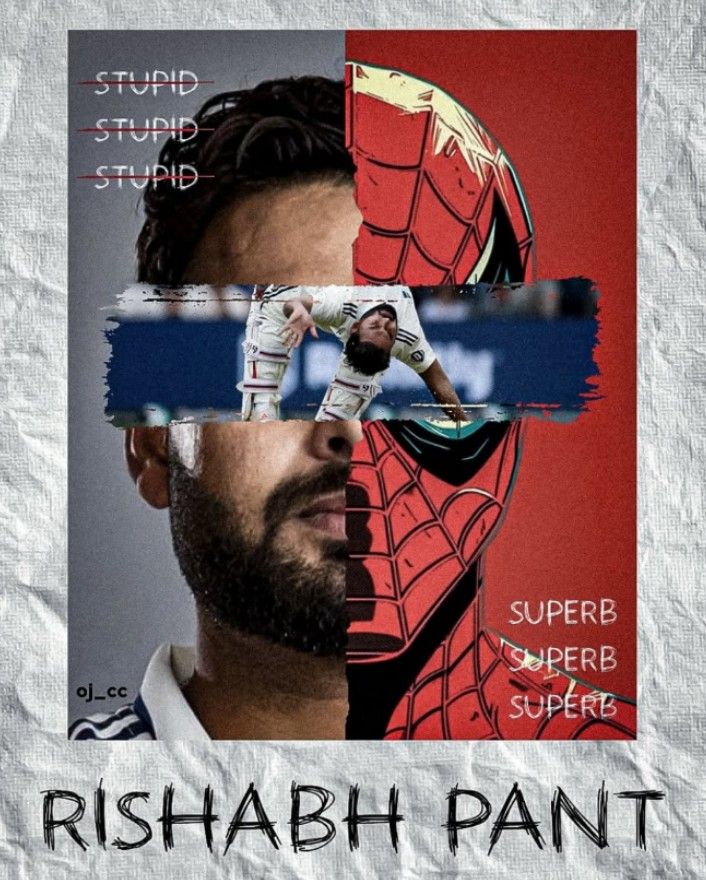 STUPID
STUPID
STUPID
SUPERB
SUPERB
SUPERB
oj_cc
RISHABH PANT